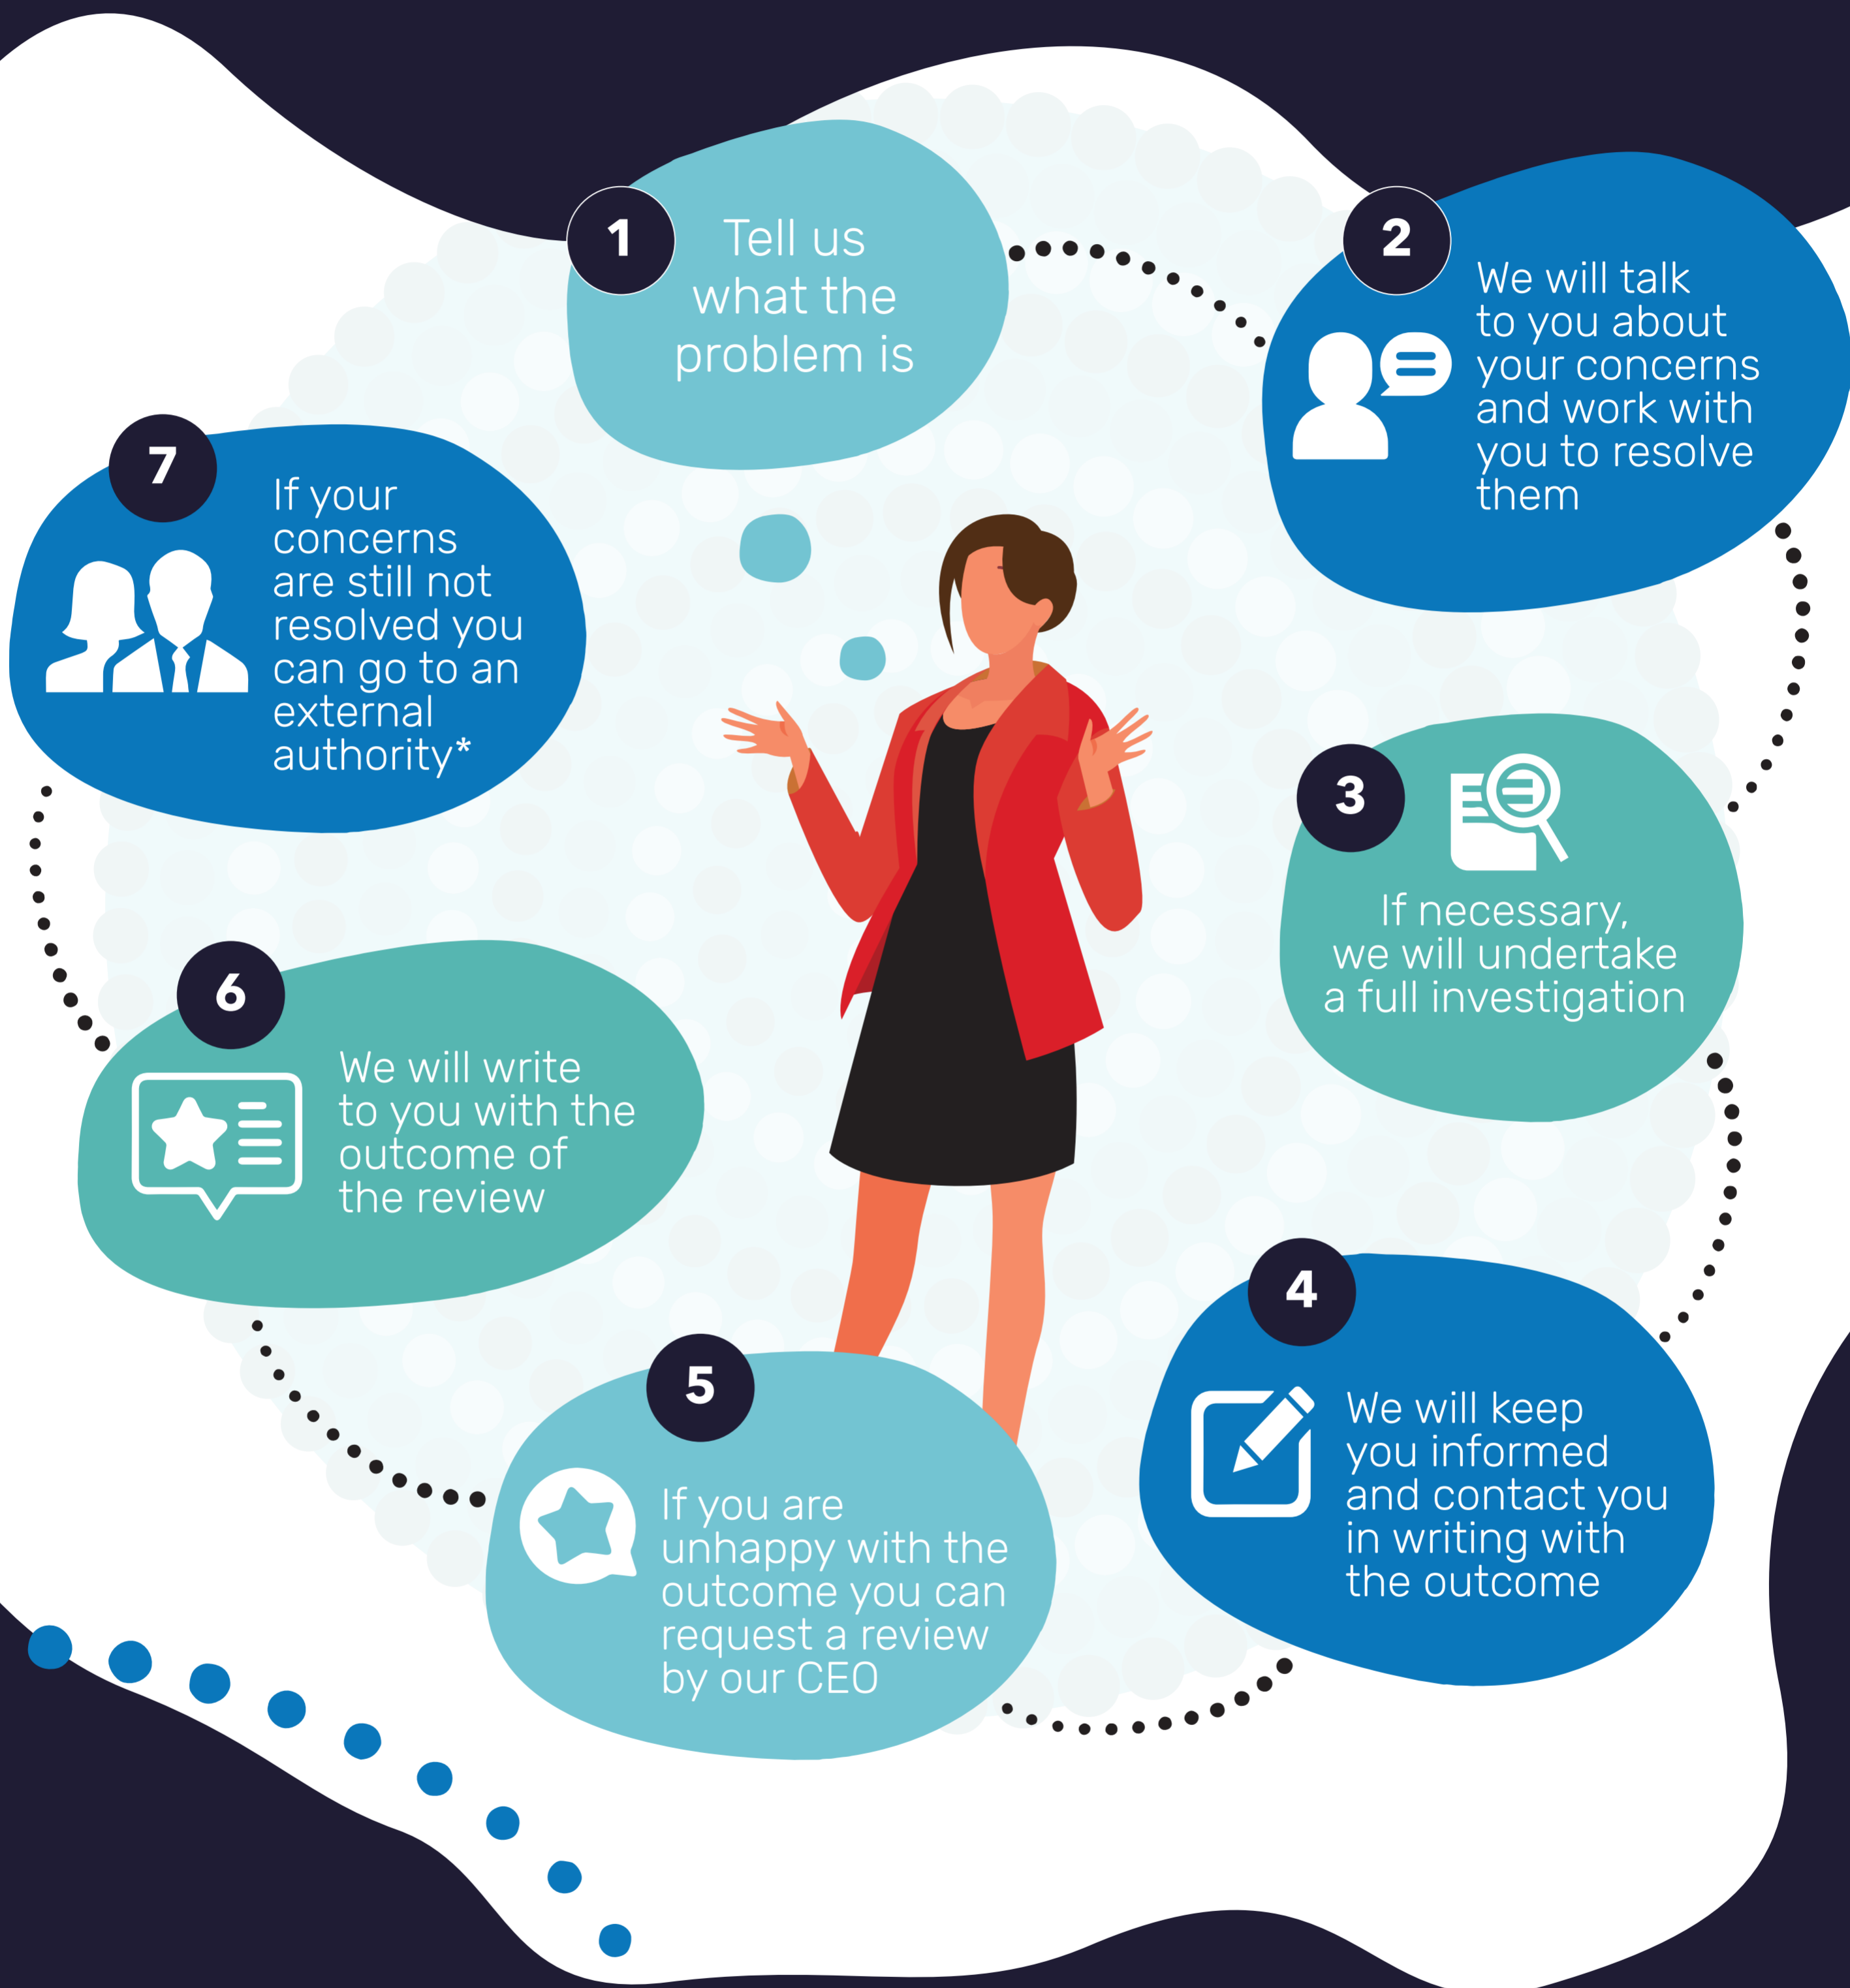 1
Tell us
what the
problem is
2
We will talk
to you about
your concerns
and work with
you to resolve
them
3
If necessary,
we will undertake
a full investigation
4
We will keep
you informed
and contact you
in writing with
the outcome
5
If you are
unhappy with the
outcome you can
request a review
by our CEO
6
We will write
to you with the
outcome of
the review
7
If your
concerns
are still not
resolved you
can go to an
external
authority*